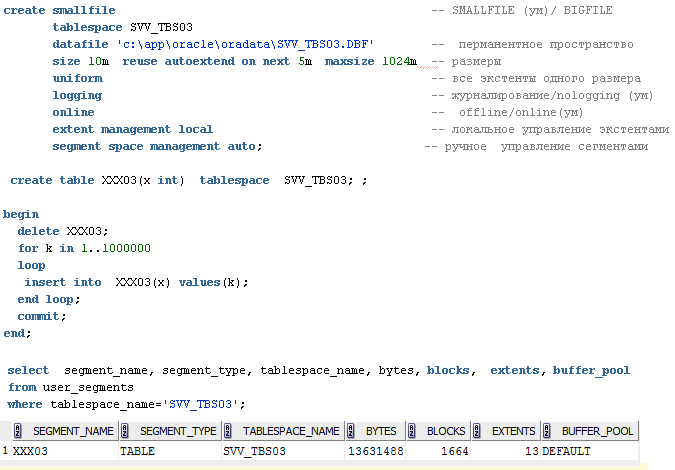 create smallfile -- SMALLFILE (ум)/ BIGFILE
tablespace SVV_TBS03
datafile 'c:\app\oracle\oradata\SVV_TBS03.DBF' -- перманентное пространство
size 10m reuse autoextend on next 5m maxsize 1024m -- размеры
uniform -- все экстенты одного размера
logging -- журналирование/nologging (ум)
online -- offline/online(ум)
extent management local -- локальное управление экстентами
segment space management auto; -- ручное управление сегментами
create table XXX03(x int) tablespace SVV_TBS03; ;
begin
delete XXX03;
for k in 1..1000000
loop
insert into XXX03(x) values(k);
end loop;
commit;
end;
select segment_name, segment_type, tablespace_name, bytes, blocks, extents, buffer_pool
from user_segments
where tablespace_name='SVV_TBS03';
SEGMENT_NAME SEGMENT_TYPE TABLESPACE_NAME BYTES BLOCKS EXTENTS BUFFER_POOL
1 XXX03 TABLE SVV_TBS03 13631488 1664 13 DEFAULT